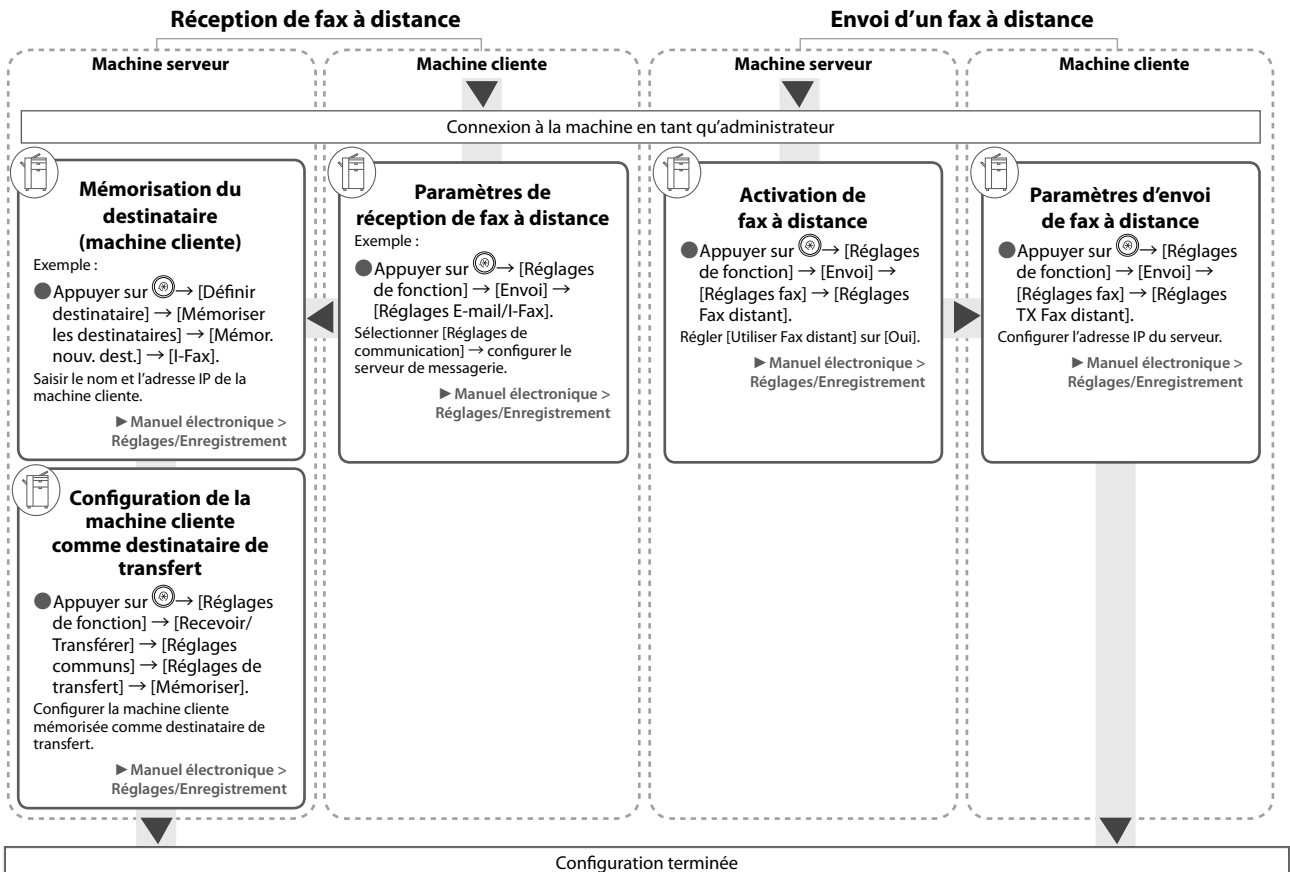 Réception de fax à distance
Envoi d'un fax à distance
Machine serveur
Machine cliente
Machine serveur
Machine cliente
Connexion à la machine en tant qu'administrateur
Mémorisation du
destinataire
(machine cliente)
Exemple :
●Appuyer sur → [Définir
destinataire] → [Mémoriser
les destinataires] → [Mémor.
nouv. dest.] → [I-Fax].
Saisir le nom et l'adresse IP de la
machine cliente.
►Manuel électronique >
Réglages/Enregistrement
Paramètres de
réception de fax à distance
Exemple :
●Appuyer sur → [Réglages
de fonction] → [Envoi] →
[Réglages E-mail/I-Fax].
Sélectionner [Réglages de
communication] → configurer le
serveur de messagerie.
►Manuel électronique >
Réglages/Enregistrement
Activation de
fax à distance
●Appuyer sur → [Réglages
de fonction] → [Envoi] →
[Réglages fax] → [Réglages
Fax distant].
Régler [Utiliser Fax distant] sur [Oui].
►Manuel électronique >
Réglages/Enregistrement
Paramètres d'envoi
de fax à distance
●Appuyer sur → [Réglages
de fonction] → [Envoi] →
[Réglages fax] → [Réglages
TX Fax distant].
Configurer l'adresse IP du serveur.
►Manuel électronique >
Réglages/Enregistrement
Configuration de la
machine cliente
comme destinataire de
transfert
●Appuyer sur → [Réglages
de fonction] → [Recevoir/
Transférer] → [Réglages
communs] → [Réglages de
transfert] → [Mémoriser].
Configurer la machine cliente
mémorisée comme destinataire de
transfert.
►Manuel électronique >
Réglages/Enregistrement
Configuration terminée